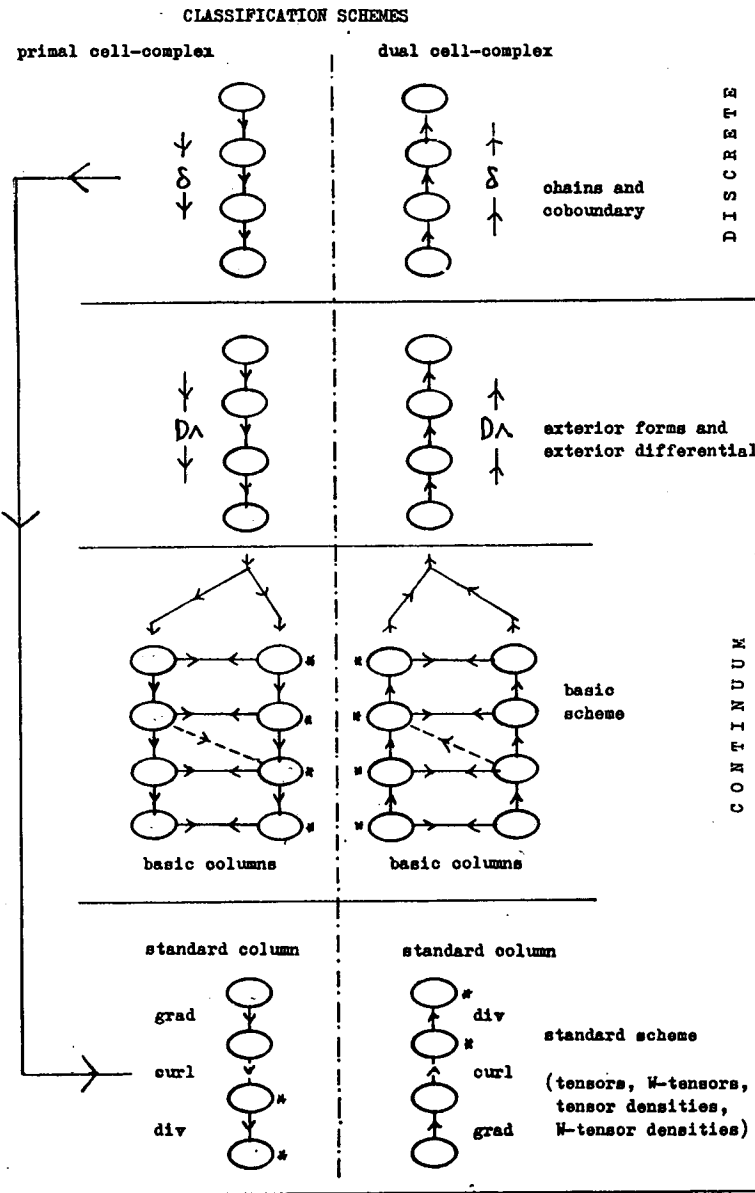 CLASSIFICATION SCHEMES
primal cell-complex
dual cell-complex
δ
δ
chains and
coboundary
DISCRETE
D∧
D∧
exterior forms and
exterior differential
*
*
*
*
*
*
*
*
basic
scheme
basic columns
basic columns
CONTINUUM
standard column
standard column
grad
curl
div
*
*
*
*
div
curl
grad
standard scheme
(tensors, W-tensors,
tensor densities,
W-tensor densities)